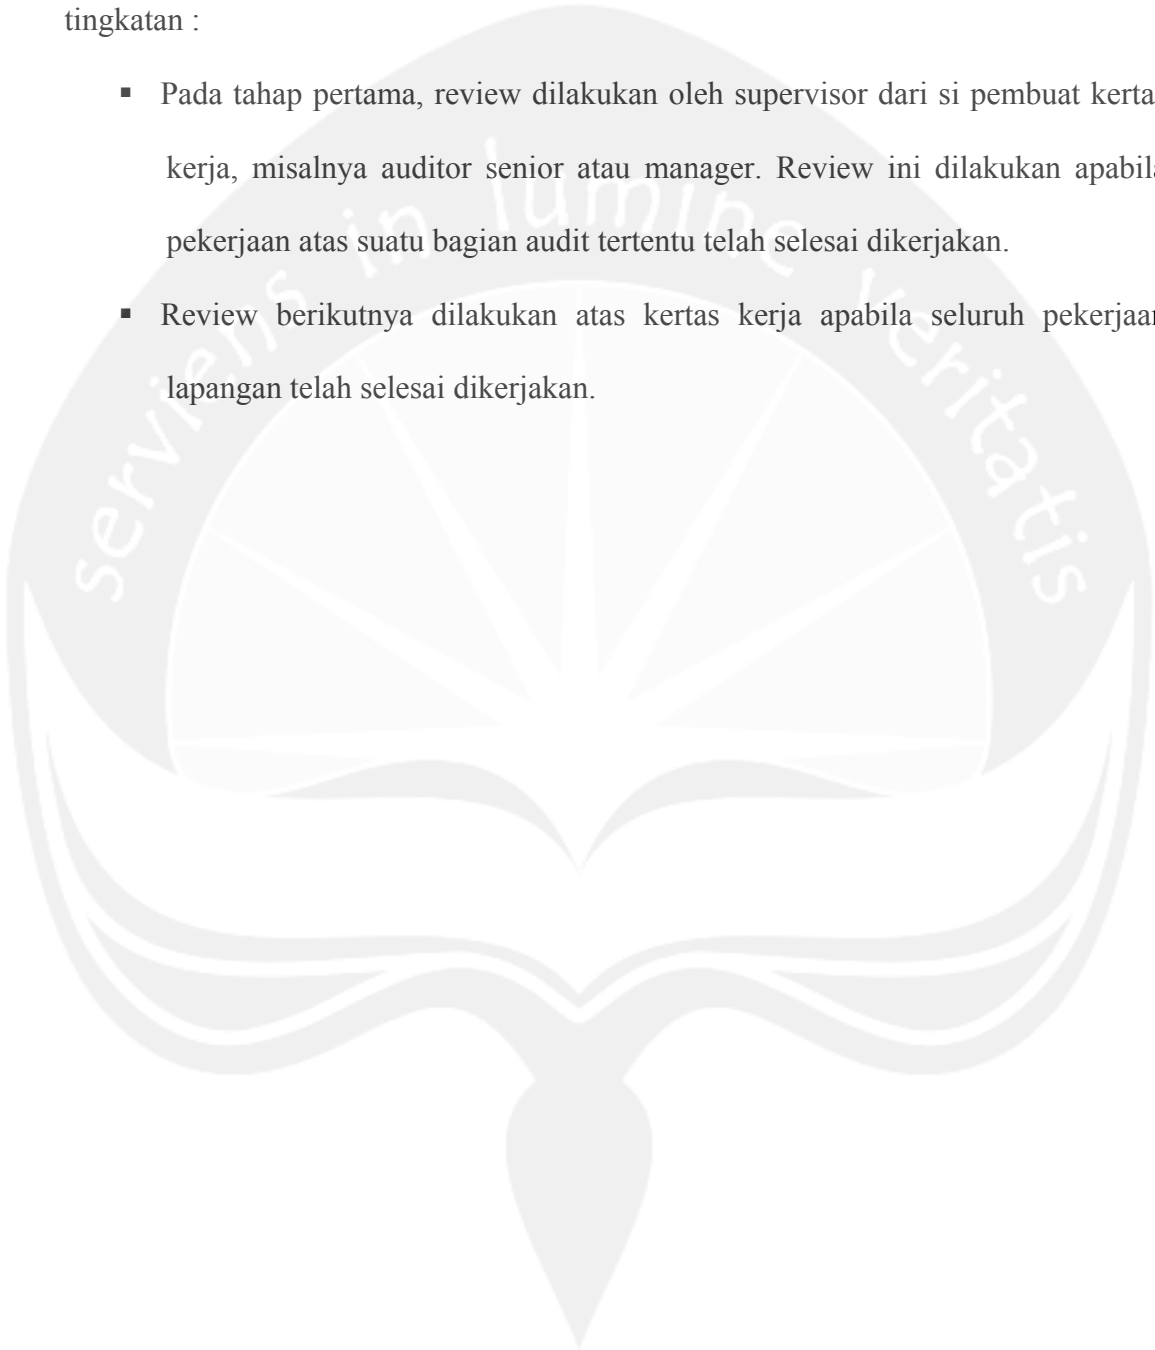 tingkatan :
▪ Pada tahap pertama, review dilakukan oleh supervisor dari si pembuat kerta
kerja, misalnya auditor senior atau manager. Review ini dilakukan apabila
pekerjaan atas suatu bagian audit tertentu telah selesai dikerjakan.
▪ Review berikutnya dilakukan atas kertas kerja apabila seluruh pekerjaan
lapangan telah selesai dikerjakan.
serviens in lumine veritatis